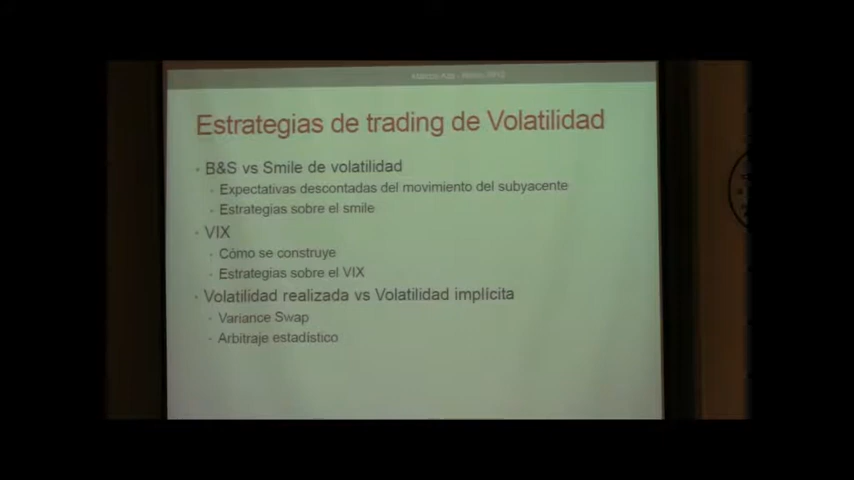 Estrategias de trading de Volatilidad
B&S vs Smile de volatilidad
Expectativas descontadas del movimiento del subyacente
Estrategias sobre el smile
VIX
Cómo se construye
Estrategias sobre el VIX
Volatilidad realizada vs Volatilidad implícita
Variance Swap
Arbitraje estadístico